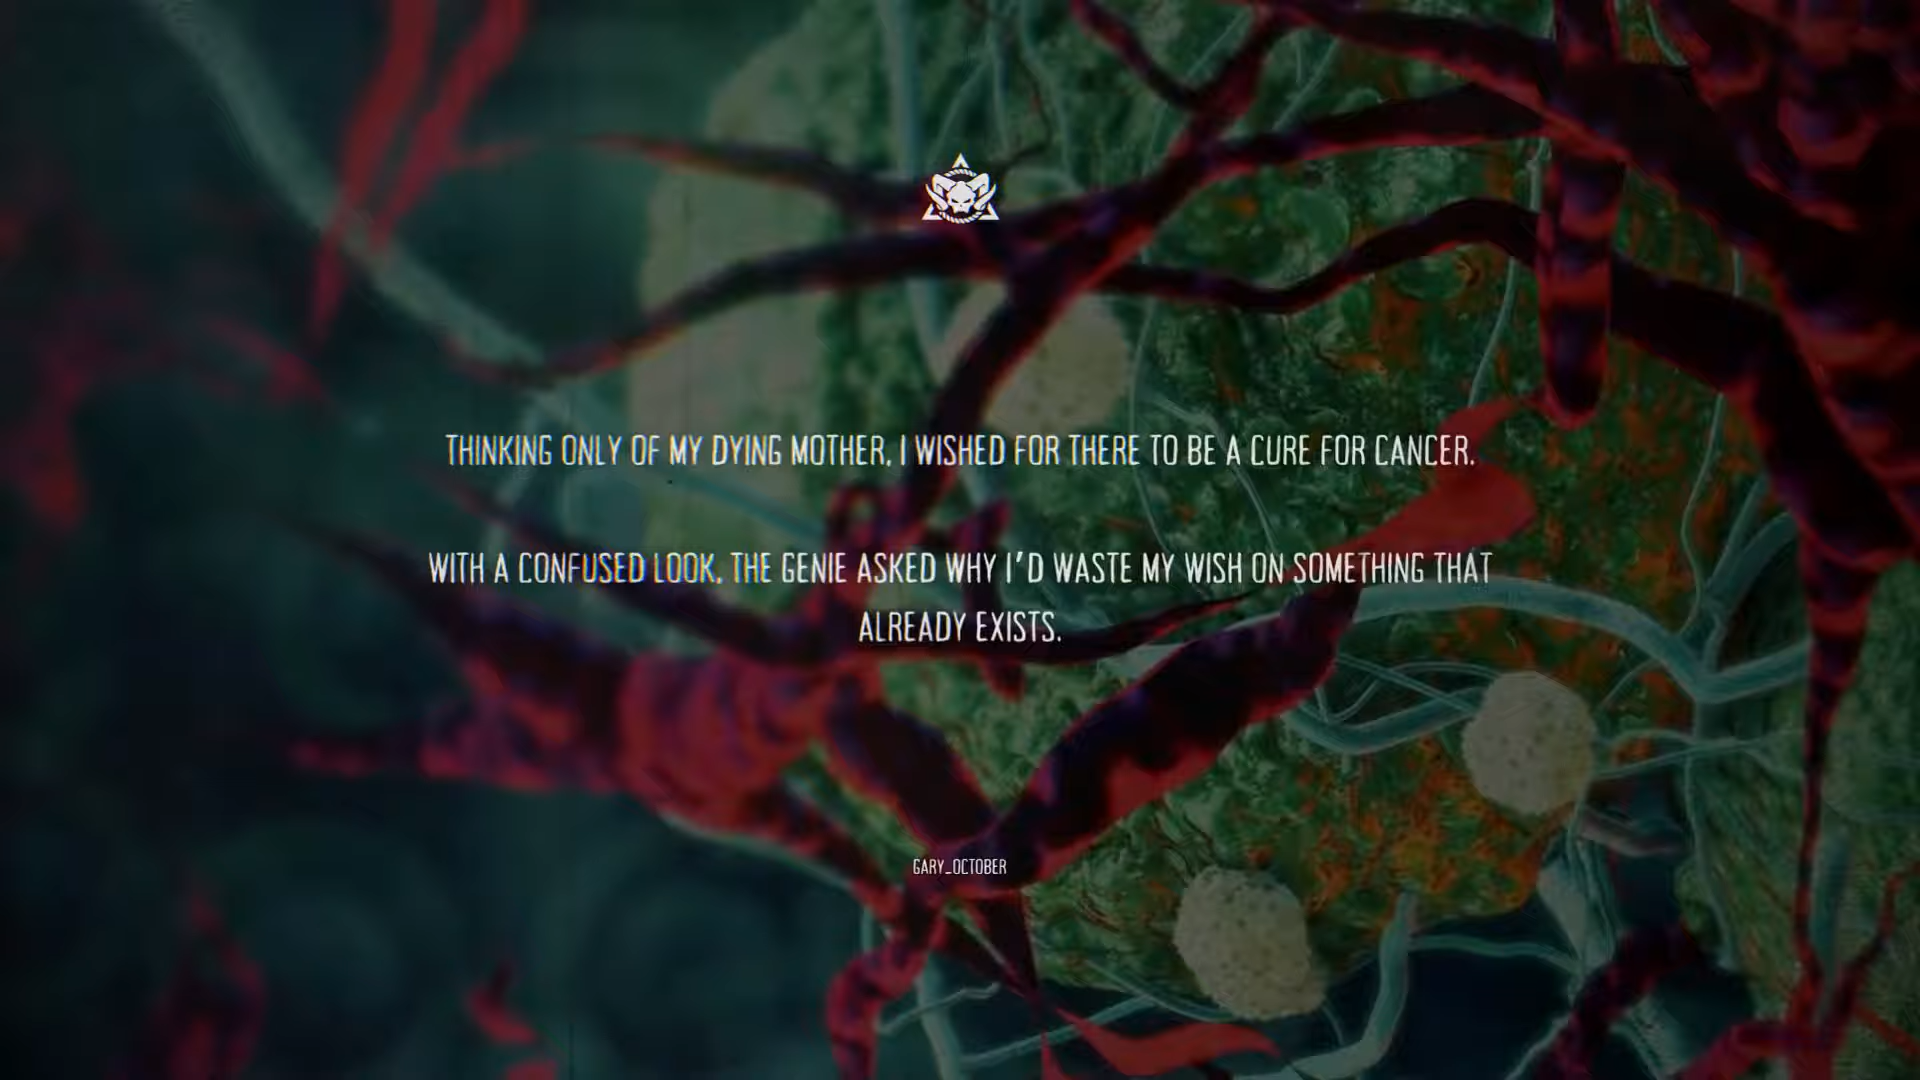 THINKING ONLY OF MY DYING MOTHER, I WISHED FOR THERE TO BE A CURE FOR CANCER.
WITH A CONFUSED LOOK, THE GENIE ASKED WHY I'D WASTE MY WISH ON SOMETHING THAT
ALREADY EXISTS.
GARY_OCTOBER